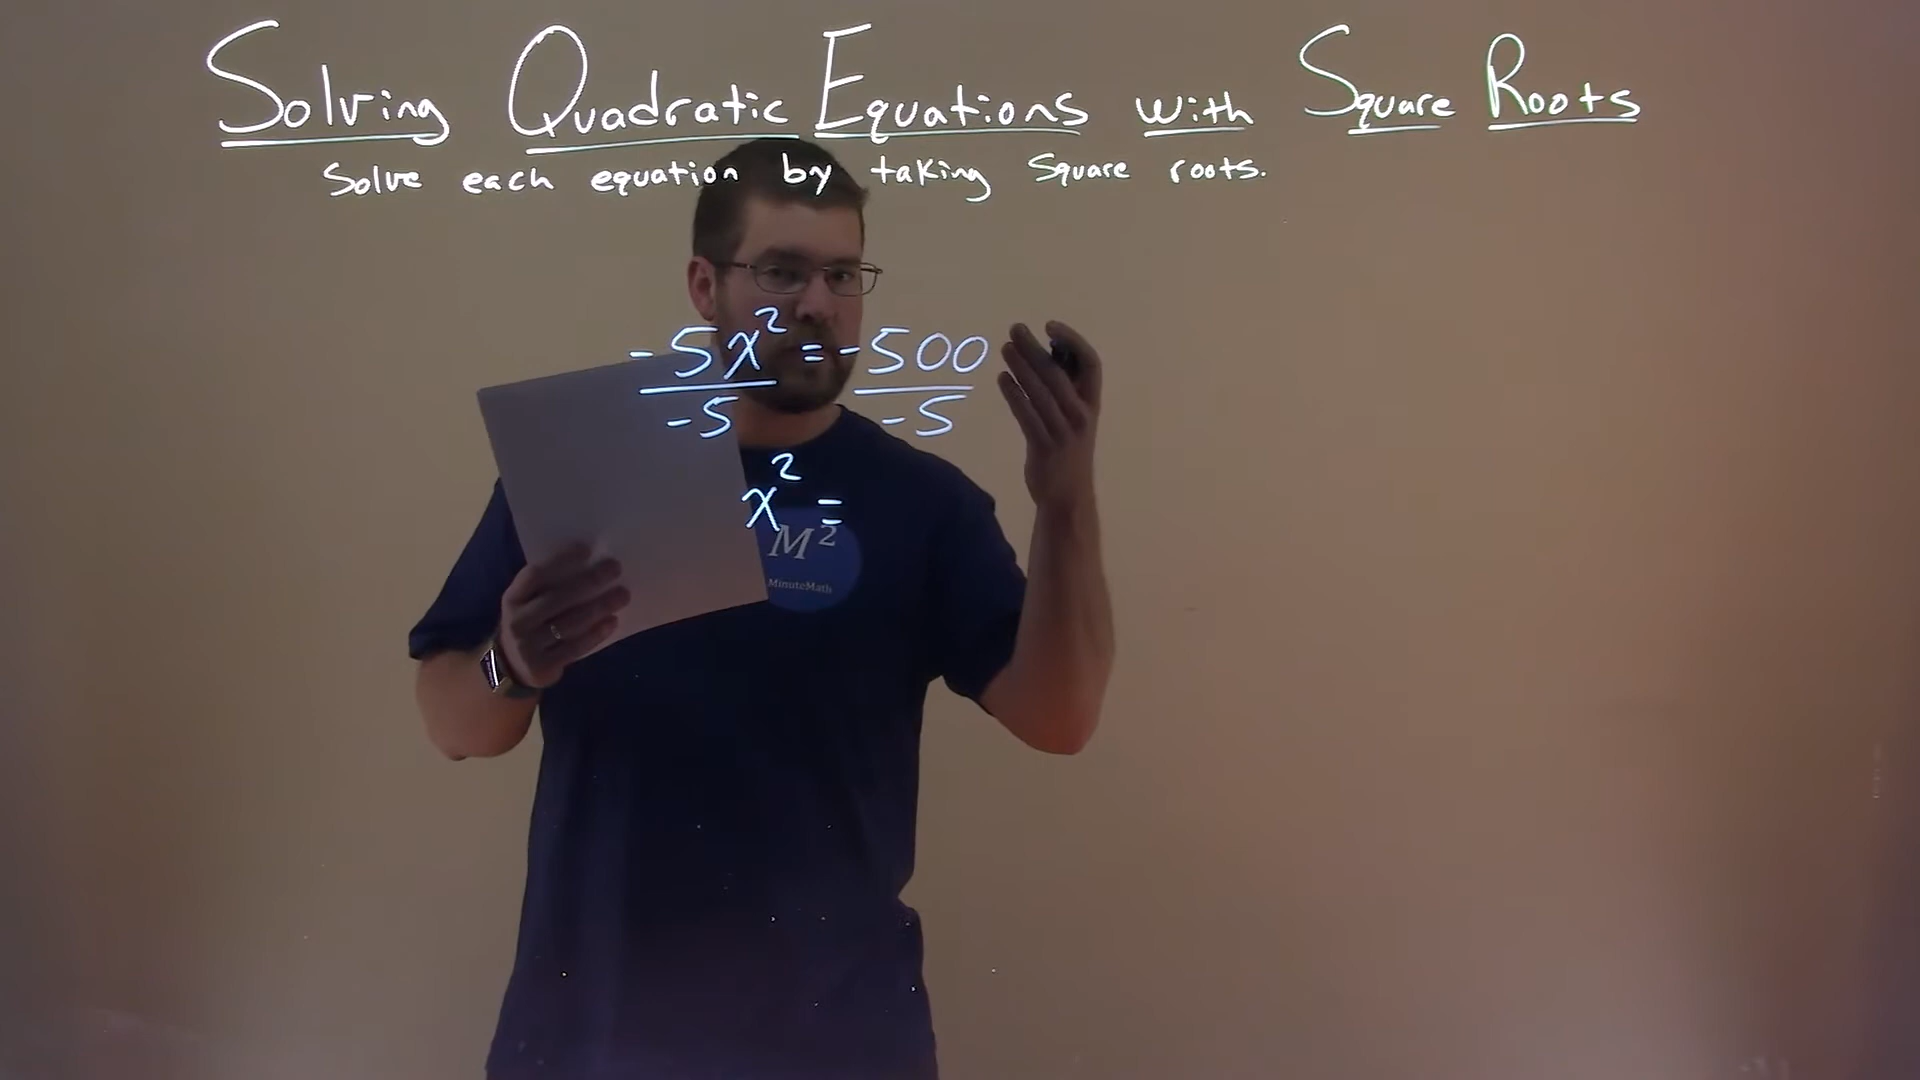 Solving Quadratic Equations with Square Roots
Solve each equation by taking square roots.
-5x² = -500
-5 -5
x² =
M²
MinuteMath